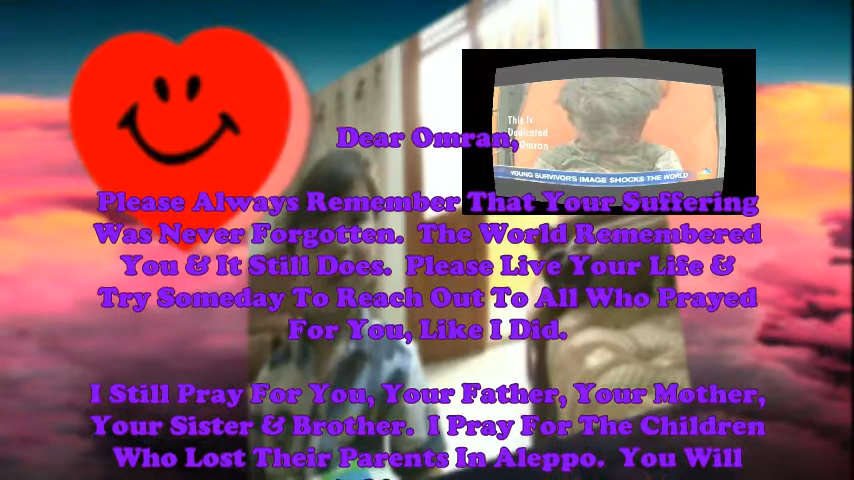 This Is
Dedicated
Omran
YOUNG SURVIVOR'S IMAGE SHOCKS THE WORLD
Dear Omran,
Please Always Remember That Your Suffering
Was Never Forgotten. The World Remembered
You & It Still Does. Please Live Your Life &
Try Someday To Reach Out To All Who Prayed
For You, Like I Did.
I Still Pray For You, Your Father, Your Mother,
Your Sister & Brother. I Pray For The Children
Who Lost Their Parents In Aleppo. You Will